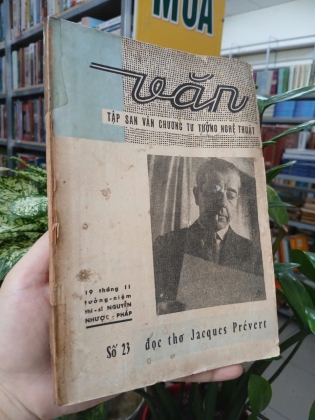 MUA
văn
TẬP SAN VĂN CHƯƠNG TƯ TƯỞNG NGHỆ THUẬT
19 tháng 11
tưởng-niệm
thi-sĩ NGUYỄN
NHƯỢC - PHÁP
Số 23 đọc thơ Jacques Prévert